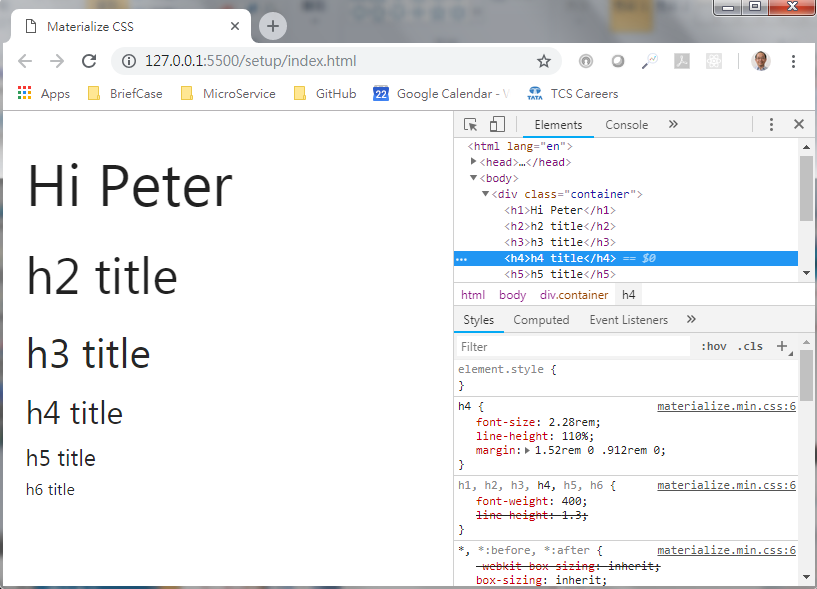 Materialize CSS
127.0.0.1:5500/setup/index.html
Apps BriefCase MicroService GitHub 22 Google Calendar - TATA TCS Careers
Elements Console
<html lang="en">
<head>…</head>
<body>
<div class="container">
<h1>Hi Peter</h1>
<h2>h2 title</h2>
<h3>h3 title</h3>
<h4>h4 title</h4> == $0
<h5>h5 title</h5>
html body div.container h4
Styles Computed Event Listeners
Filter :hov .cls
element.style {
}
h4 { materialize.min.css:6
font-size: 2.28rem;
line-height: 110%;
margin: 1.52rem 0 .912rem 0;
}
h1, h2, h3, h4, h5, h6 { materialize.min.css:6
font-weight: 400;
line-height: 1.3;
}
*, *:before, *:after { materialize.min.css:6
-webkit-box-sizing: inherit;
box-sizing: inherit;
Hi Peter
h2 title
h3 title
h4 title
h5 title
h6 title